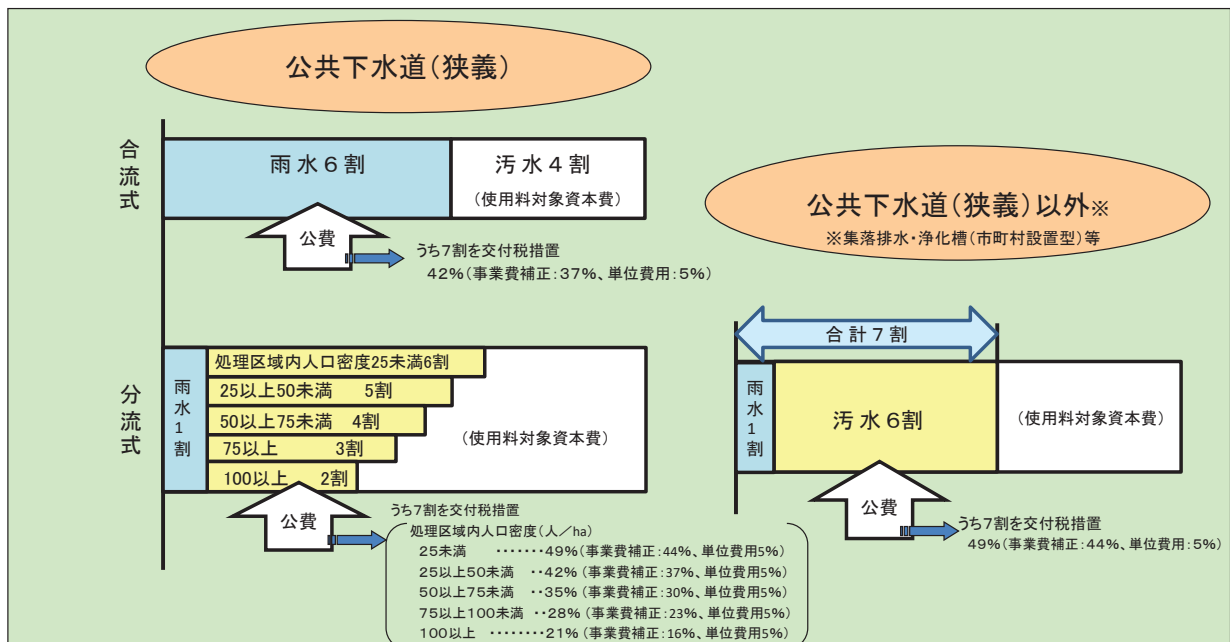 公共下水道(狭義)
合流式
雨水6割
汚水4割
(使用料対象資本費)
公費
うち7割を交付税措置
42%(事業費補正:37%、単位費用:5%)
公共下水道(狭義)以外※
※集落排水・浄化槽(市町村設置型)等
分流式
雨水1割
処理区域内人口密度25未満6割
25以上50未満 5割
50以上75未満 4割
75以上 3割
100以上 2割
(使用料対象資本費)
公費
うち7割を交付税措置
処理区域内人口密度(人/ha)
25未満 ‥‥‥‥49%(事業費補正:44%、単位費用5%)
25以上50未満 ‥42%(事業費補正:37%、単位費用5%)
50以上75未満 ‥35%(事業費補正:30%、単位費用5%)
75以上100未満 ‥28%(事業費補正:23%、単位費用5%)
100以上 ‥‥‥‥21%(事業費補正:16%、単位費用5%)
合計7割
雨水1割
汚水6割
(使用料対象資本費)
公費
うち7割を交付税措置
49%(事業費補正:44%、単位費用:5%)